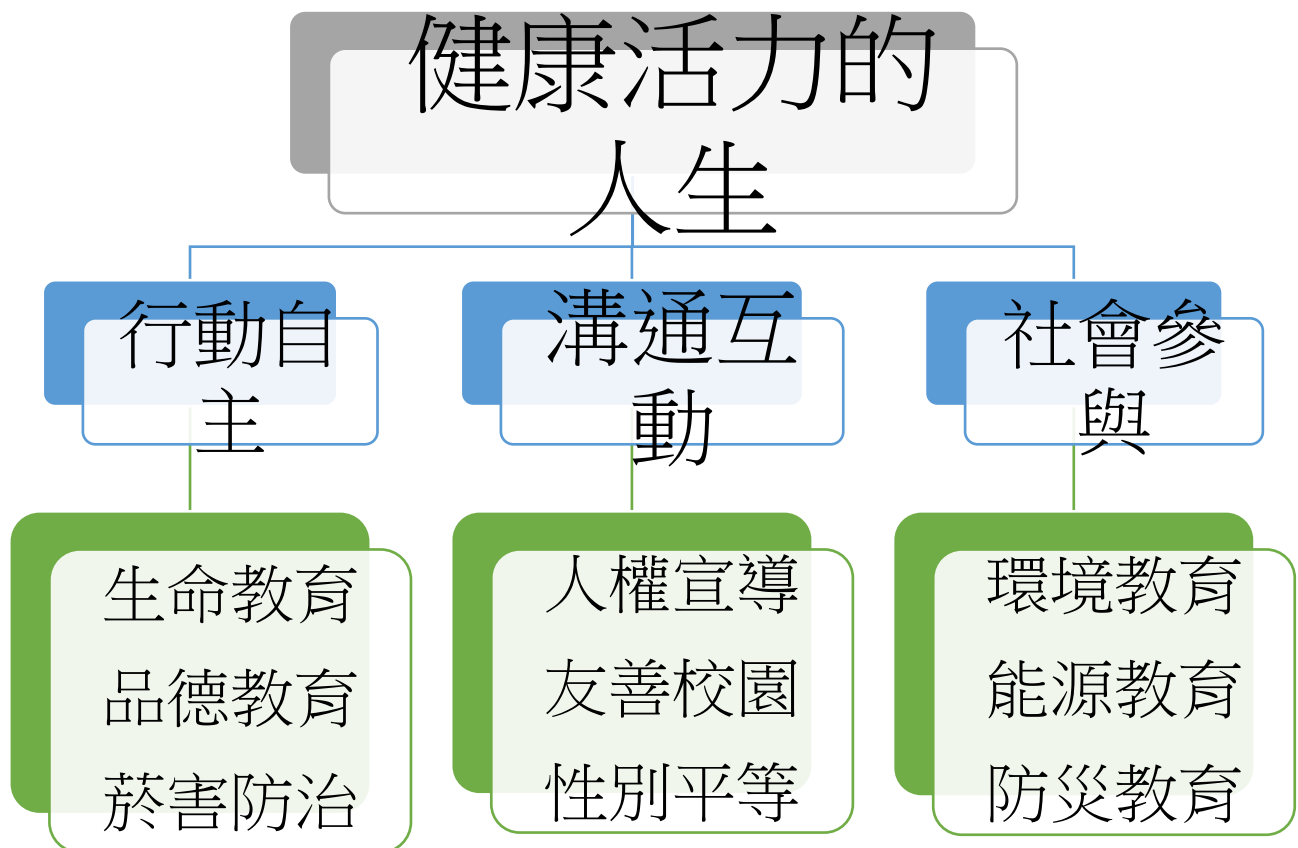 健康活力的
人生
行動自
主
溝通互
動
社會參
與
生命教育
品德教育
菸害防治
人權宣導
友善校園
性別平等
環境教育
能源教育
防災教育